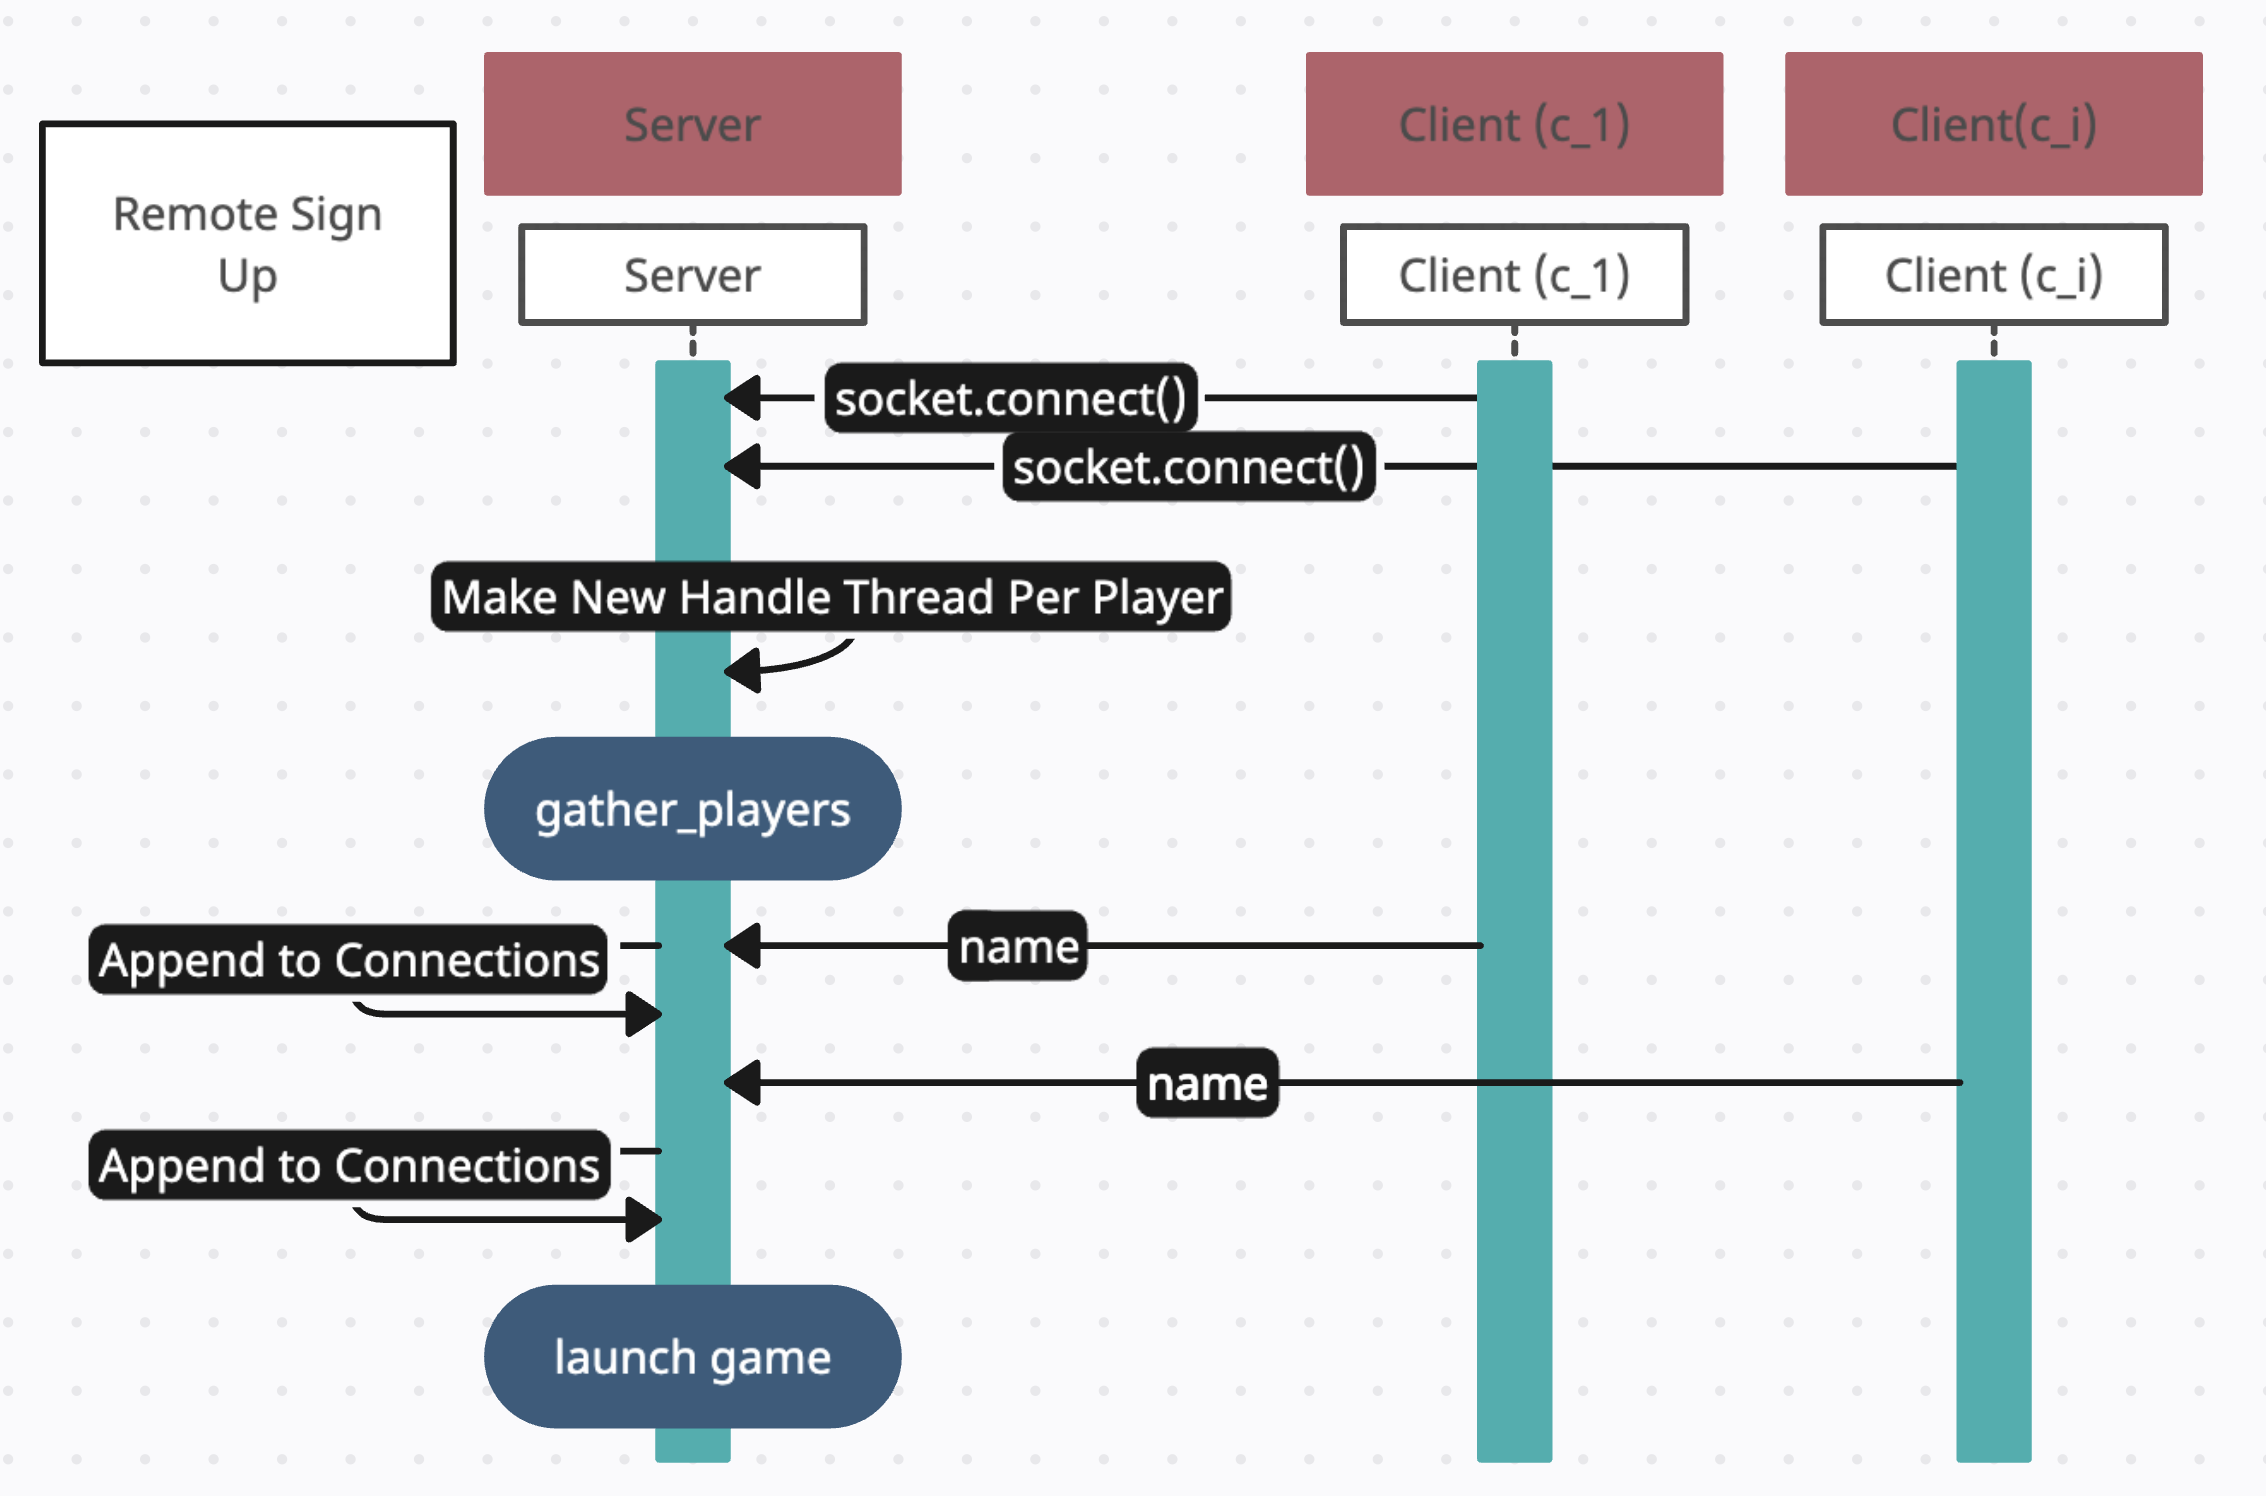 Server
Client (c_1)
Client(c_i)
Remote Sign
Up
Server
Client (c_1)
Client (c_i)
socket.connect()
socket.connect()
Make New Handle Thread Per Player
gather_players
Append to Connections
name
name
Append to Connections
launch game